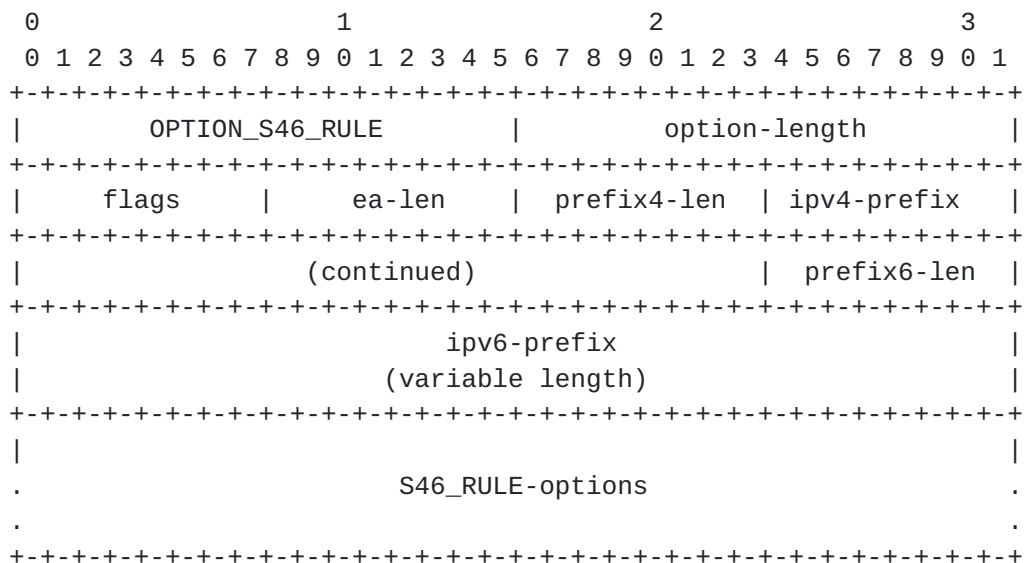 0                   1                   2                   3
 0 1 2 3 4 5 6 7 8 9 0 1 2 3 4 5 6 7 8 9 0 1 2 3 4 5 6 7 8 9 0 1
+-+-+-+-+-+-+-+-+-+-+-+-+-+-+-+-+-+-+-+-+-+-+-+-+-+-+-+-+-+-+-+-+
|        OPTION_S46_RULE        |         option-length         |
+-+-+-+-+-+-+-+-+-+-+-+-+-+-+-+-+-+-+-+-+-+-+-+-+-+-+-+-+-+-+-+-+
|     flags     |     ea-len    |  prefix4-len  | ipv4-prefix   |
+-+-+-+-+-+-+-+-+-+-+-+-+-+-+-+-+-+-+-+-+-+-+-+-+-+-+-+-+-+-+-+-+
|                  (continued)                  |  prefix6-len  |
+-+-+-+-+-+-+-+-+-+-+-+-+-+-+-+-+-+-+-+-+-+-+-+-+-+-+-+-+-+-+-+-+
|                           ipv6-prefix                         |
|                       (variable length)                       |
+-+-+-+-+-+-+-+-+-+-+-+-+-+-+-+-+-+-+-+-+-+-+-+-+-+-+-+-+-+-+-+-+
|                                                               |
.                        S46_RULE-options                       .
.                                                               .
+-+-+-+-+-+-+-+-+-+-+-+-+-+-+-+-+-+-+-+-+-+-+-+-+-+-+-+-+-+-+-+-+